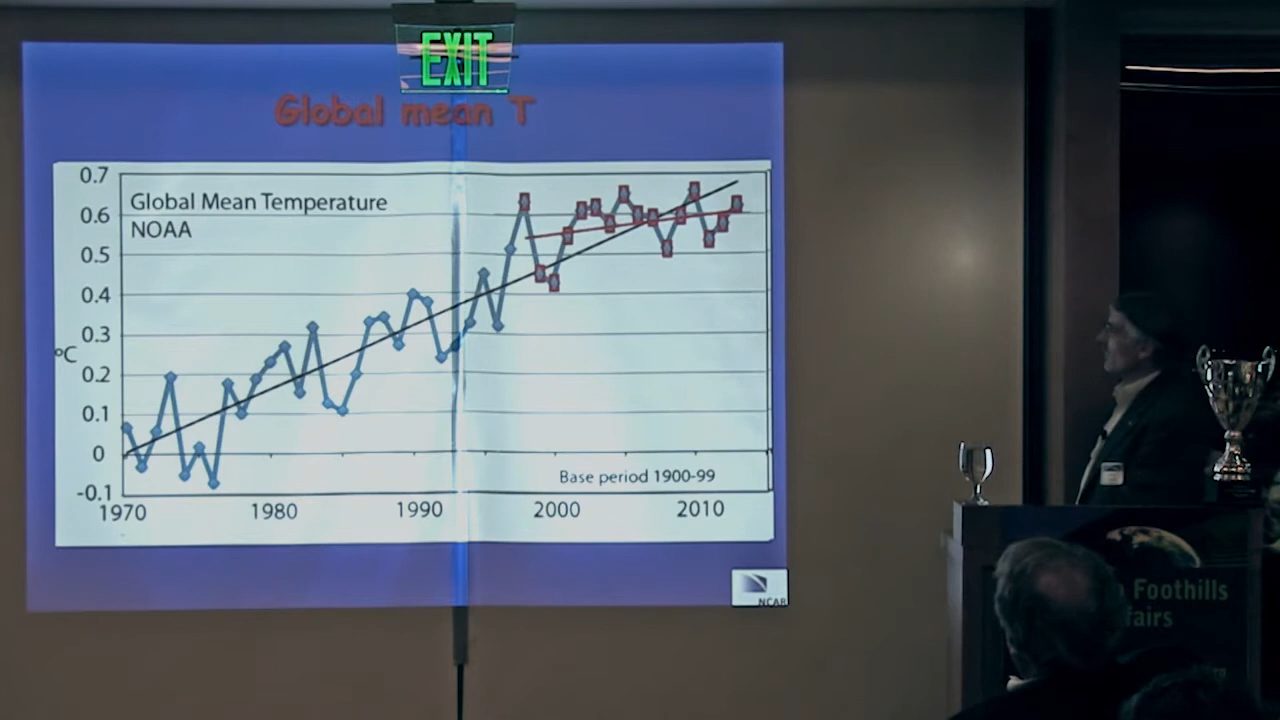 EXIT
Global mean T
0.7
Global Mean Temperature
NOAA
0.6
0.5
0.4
0.3
°C
0.2
0.1
0
Base period 1900-99
-0.1
1970 1980 1990 2000 2010
NCAR
Foothills
fairs